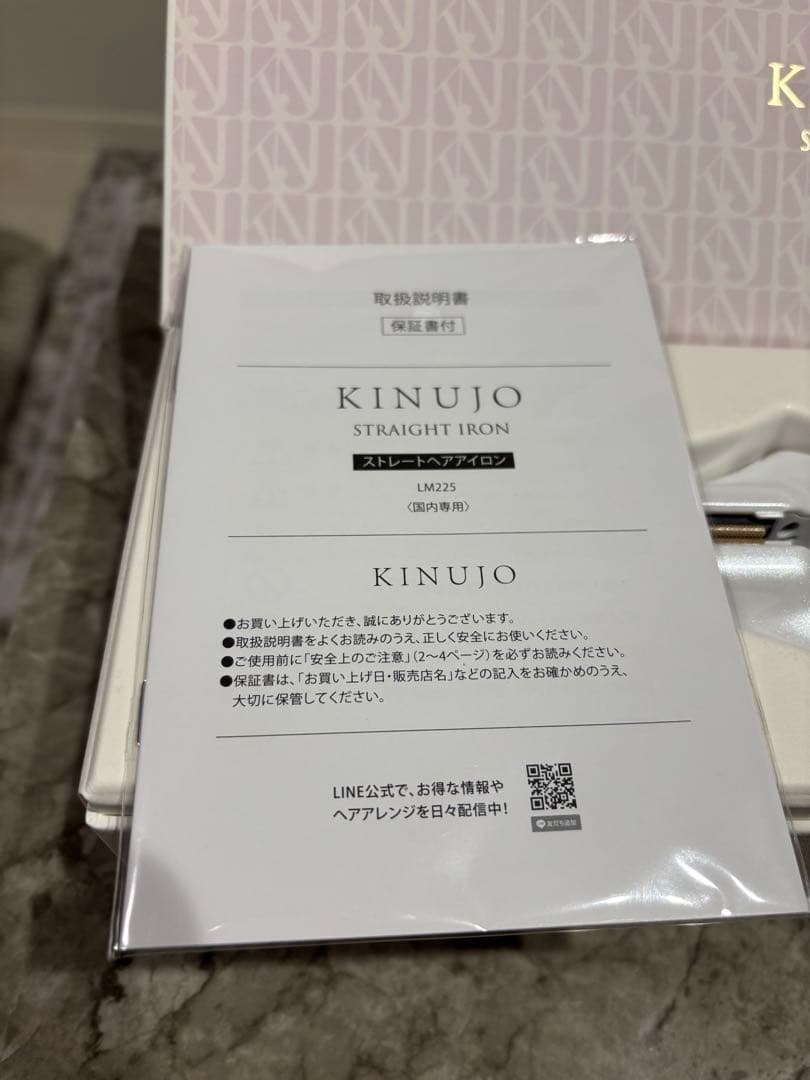 K
S
取扱説明書
保証書付
KINUJO
STRAIGHT IRON
ストレートヘアアイロン
LM225
〈国内専用〉
KINUJO
●お買い上げいただき、誠にありがとうございます。
●取扱説明書をよくお読みのうえ、正しく安全にお使いください。
●ご使用前に「安全上のご注意」(2〜4ページ)を必ずお読みください。
●保証書は、「お買い上げ日・販売店名」などの記入をお確かめのうえ、
大切に保管してください。
LINE公式で、お得な情報や
ヘアアレンジを日々配信中!
友だち追加